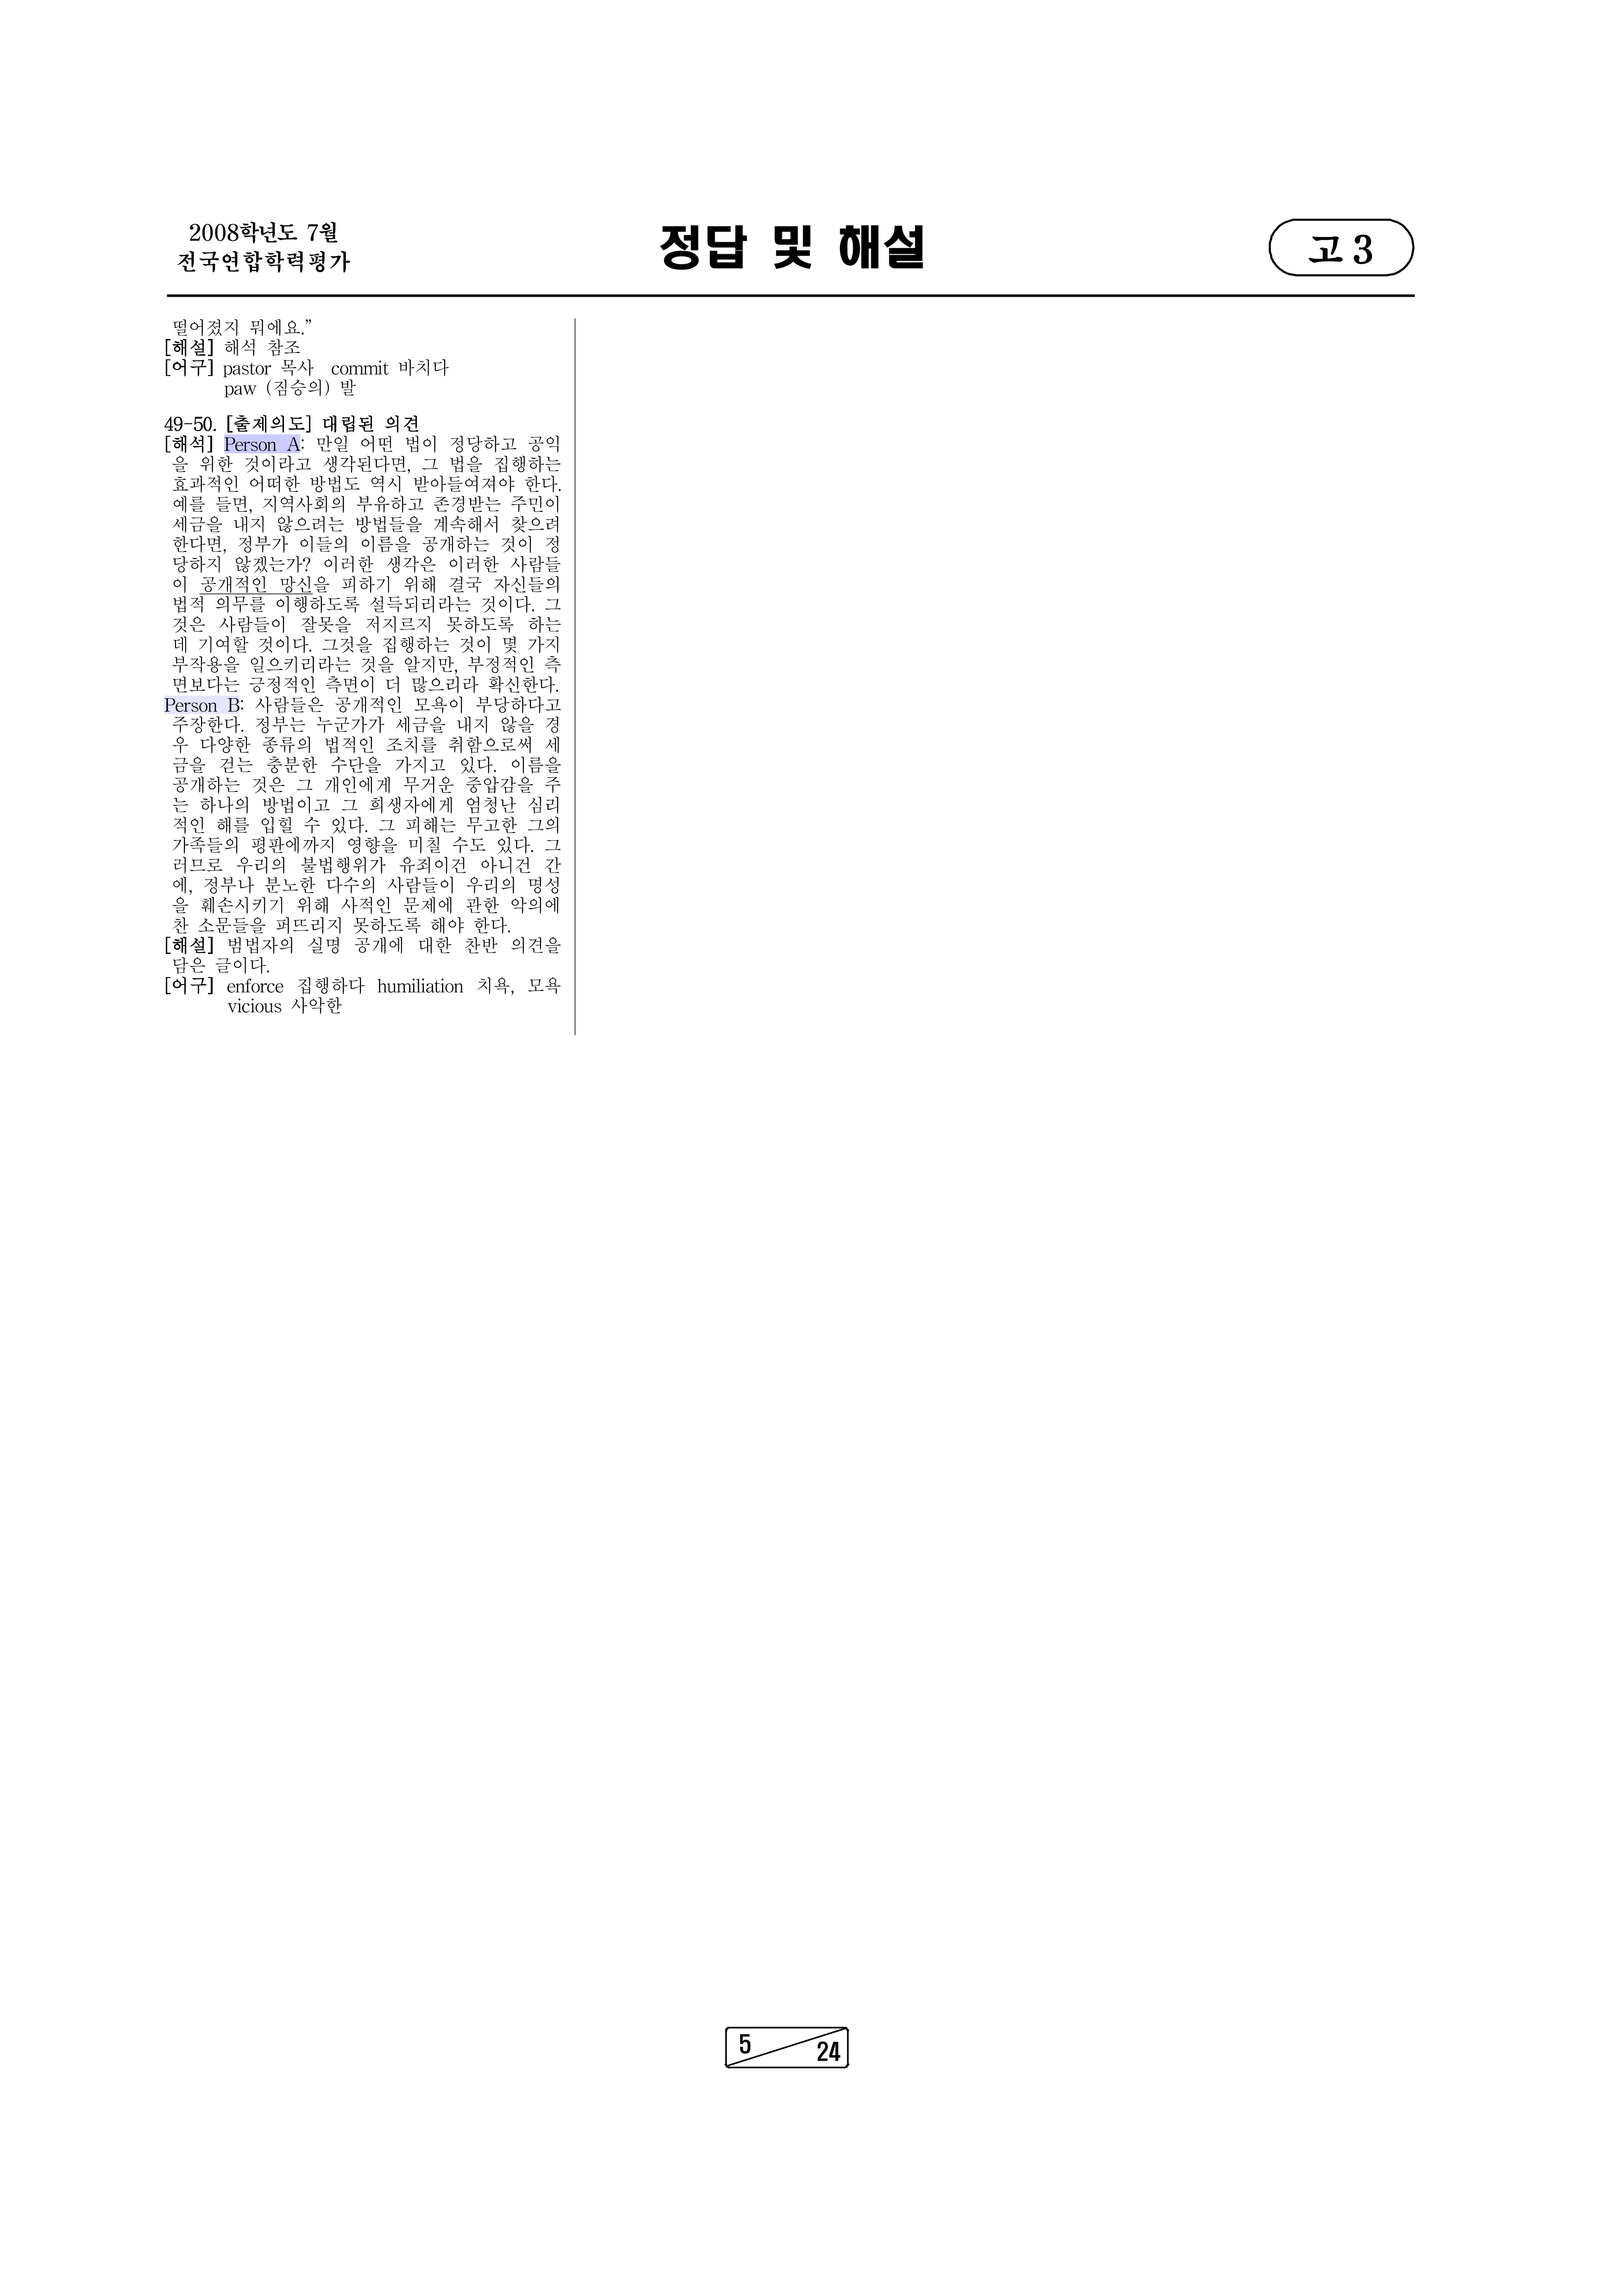 2008학년도 7월
전국연합학력평가
정답 및 해설
고 3
떨어졌지 뭐에요.”
[해설] 해석 참조
[어구] pastor 목사 commit 바치다
paw (짐승의) 발
49-50. [출제의도] 대립된 의견
[해석] Person A: 만일 어떤 법이 정당하고 공익
을 위한 것이라고 생각된다면, 그 법을 집행하는
효과적인 어떠한 방법도 역시 받아들여져야 한다.
예를 들면, 지역사회의 부유하고 존경받는 주민이
세금을 내지 않으려는 방법들을 계속해서 찾으려
한다면, 정부가 이들의 이름을 공개하는 것이 정
당하지 않겠는가? 이러한 생각은 이러한 사람들
이 공개적인 망신을 피하기 위해 결국 자신들의
법적 의무를 이행하도록 설득되리라는 것이다. 그
것은 사람들이 잘못을 저지르지 못하도록 하는
데 기여할 것이다. 그것을 집행하는 것이 몇 가지
부작용을 일으키리라는 것을 알지만, 부정적인 측
면보다는 긍정적인 측면이 더 많으리라 확신한다.
Person B: 사람들은 공개적인 모욕이 부당하다고
주장한다. 정부는 누군가가 세금을 내지 않을 경
우 다양한 종류의 법적인 조치를 취함으로써 세
금을 걷는 충분한 수단을 가지고 있다. 이름을
공개하는 것은 그 개인에게 무거운 중압감을 주
는 하나의 방법이고 그 희생자에게 엄청난 심리
적인 해를 입힐 수 있다. 그 피해는 무고한 그의
가족들의 평판에까지 영향을 미칠 수도 있다. 그
러므로 우리의 불법행위가 유죄이건 아니건 간
에, 정부나 분노한 다수의 사람들이 우리의 명성
을 훼손시키기 위해 사적인 문제에 관한 악의에
찬 소문들을 퍼뜨리지 못하도록 해야 한다.
[해설] 범법자의 실명 공개에 대한 찬반 의견을
담은 글이다.
[어구] enforce 집행하다 humiliation 치욕, 모욕
vicious 사악한
5
24